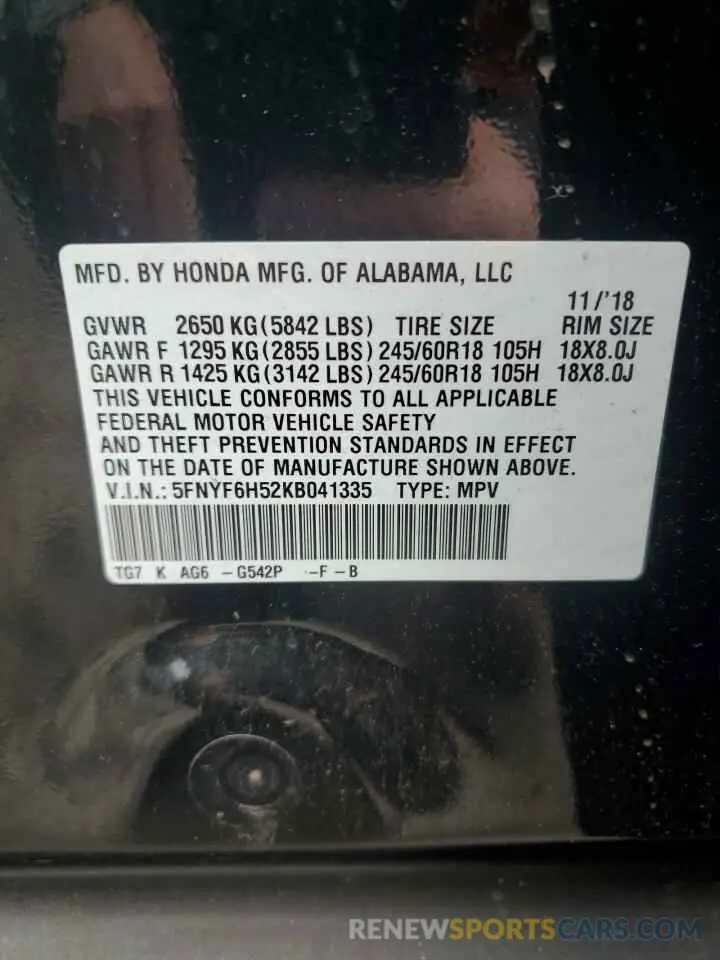 MFD. BY HONDA MFG. OF ALABAMA, LLC
11/'18
GVWR 2650 KG (5842 LBS) TIRE SIZE RIM SIZE
GAWR F 1295 KG (2855 LBS) 245/60R18 105H 18X8.0J
GAWR R 1425 KG (3142 LBS) 245/60R18 105H 18X8.0J
THIS VEHICLE CONFORMS TO ALL APPLICABLE
FEDERAL MOTOR VEHICLE SAFETY
AND THEFT PREVENTION STANDARDS IN EFFECT
ON THE DATE OF MANUFACTURE SHOWN ABOVE.
V.I.N.: 5FNYF6H52KB041335 TYPE: MPV
TG7 K AG6 - G542P -F - B
RENEWSPORTSCARS.COM